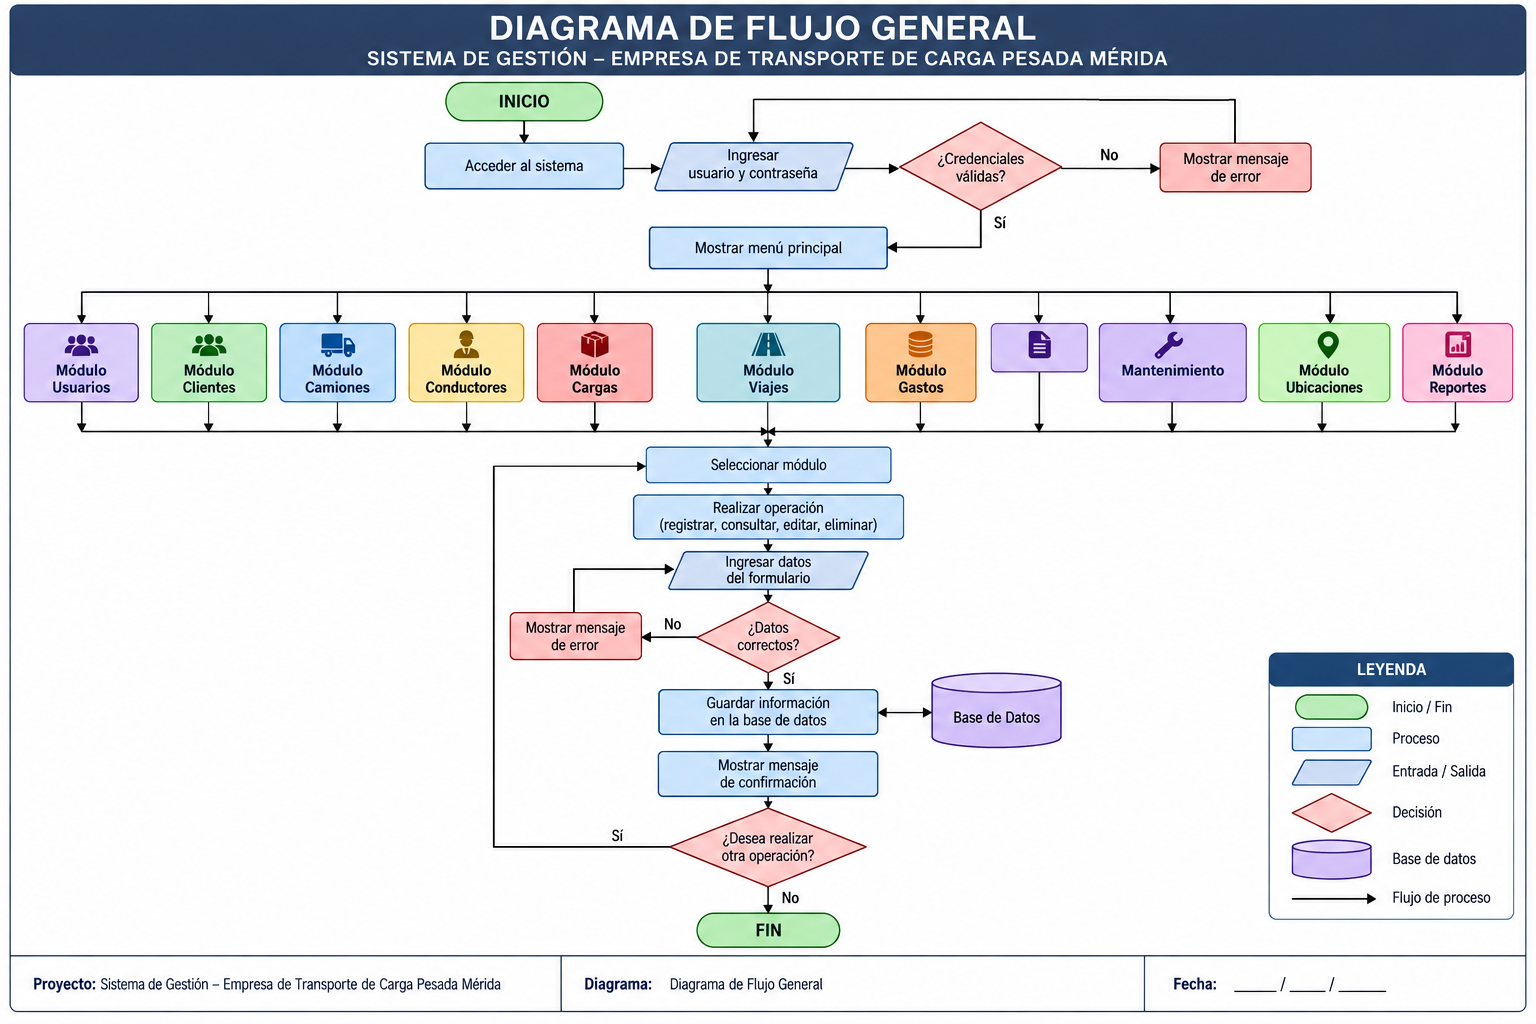 DIAGRAMA DE FLUJO GENERAL
SISTEMA DE GESTIÓN – EMPRESA DE TRANSPORTE DE CARGA PESADA MÉRIDA
INICIO
Acceder al sistema
Ingresar
usuario y contraseña
¿Credenciales
válidas?
No
Mostrar mensaje
de error
Sí
Mostrar menú principal
Módulo
Usuarios
Módulo
Clientes
Módulo
Camiones
Módulo
Conductores
Módulo
Cargas
Módulo
Viajes
Módulo
Gastos
Mantenimiento
Módulo
Ubicaciones
Módulo
Reportes
Seleccionar módulo
Realizar operación
(registrar, consultar, editar, eliminar)
Ingresar datos
del formulario
¿Datos
correctos?
No
Mostrar mensaje
de error
Sí
Guardar información
en la base de datos
Base de Datos
Mostrar mensaje
de confirmación
¿Desea realizar
otra operación?
Sí
No
FIN
LEYENDA
Inicio / Fin
Proceso
Entrada / Salida
Decisión
Base de datos
Flujo de proceso
Proyecto: Sistema de Gestión – Empresa de Transporte de Carga Pesada Mérida
Diagrama: Diagrama de Flujo General
Fecha: _____ / ____ / ______